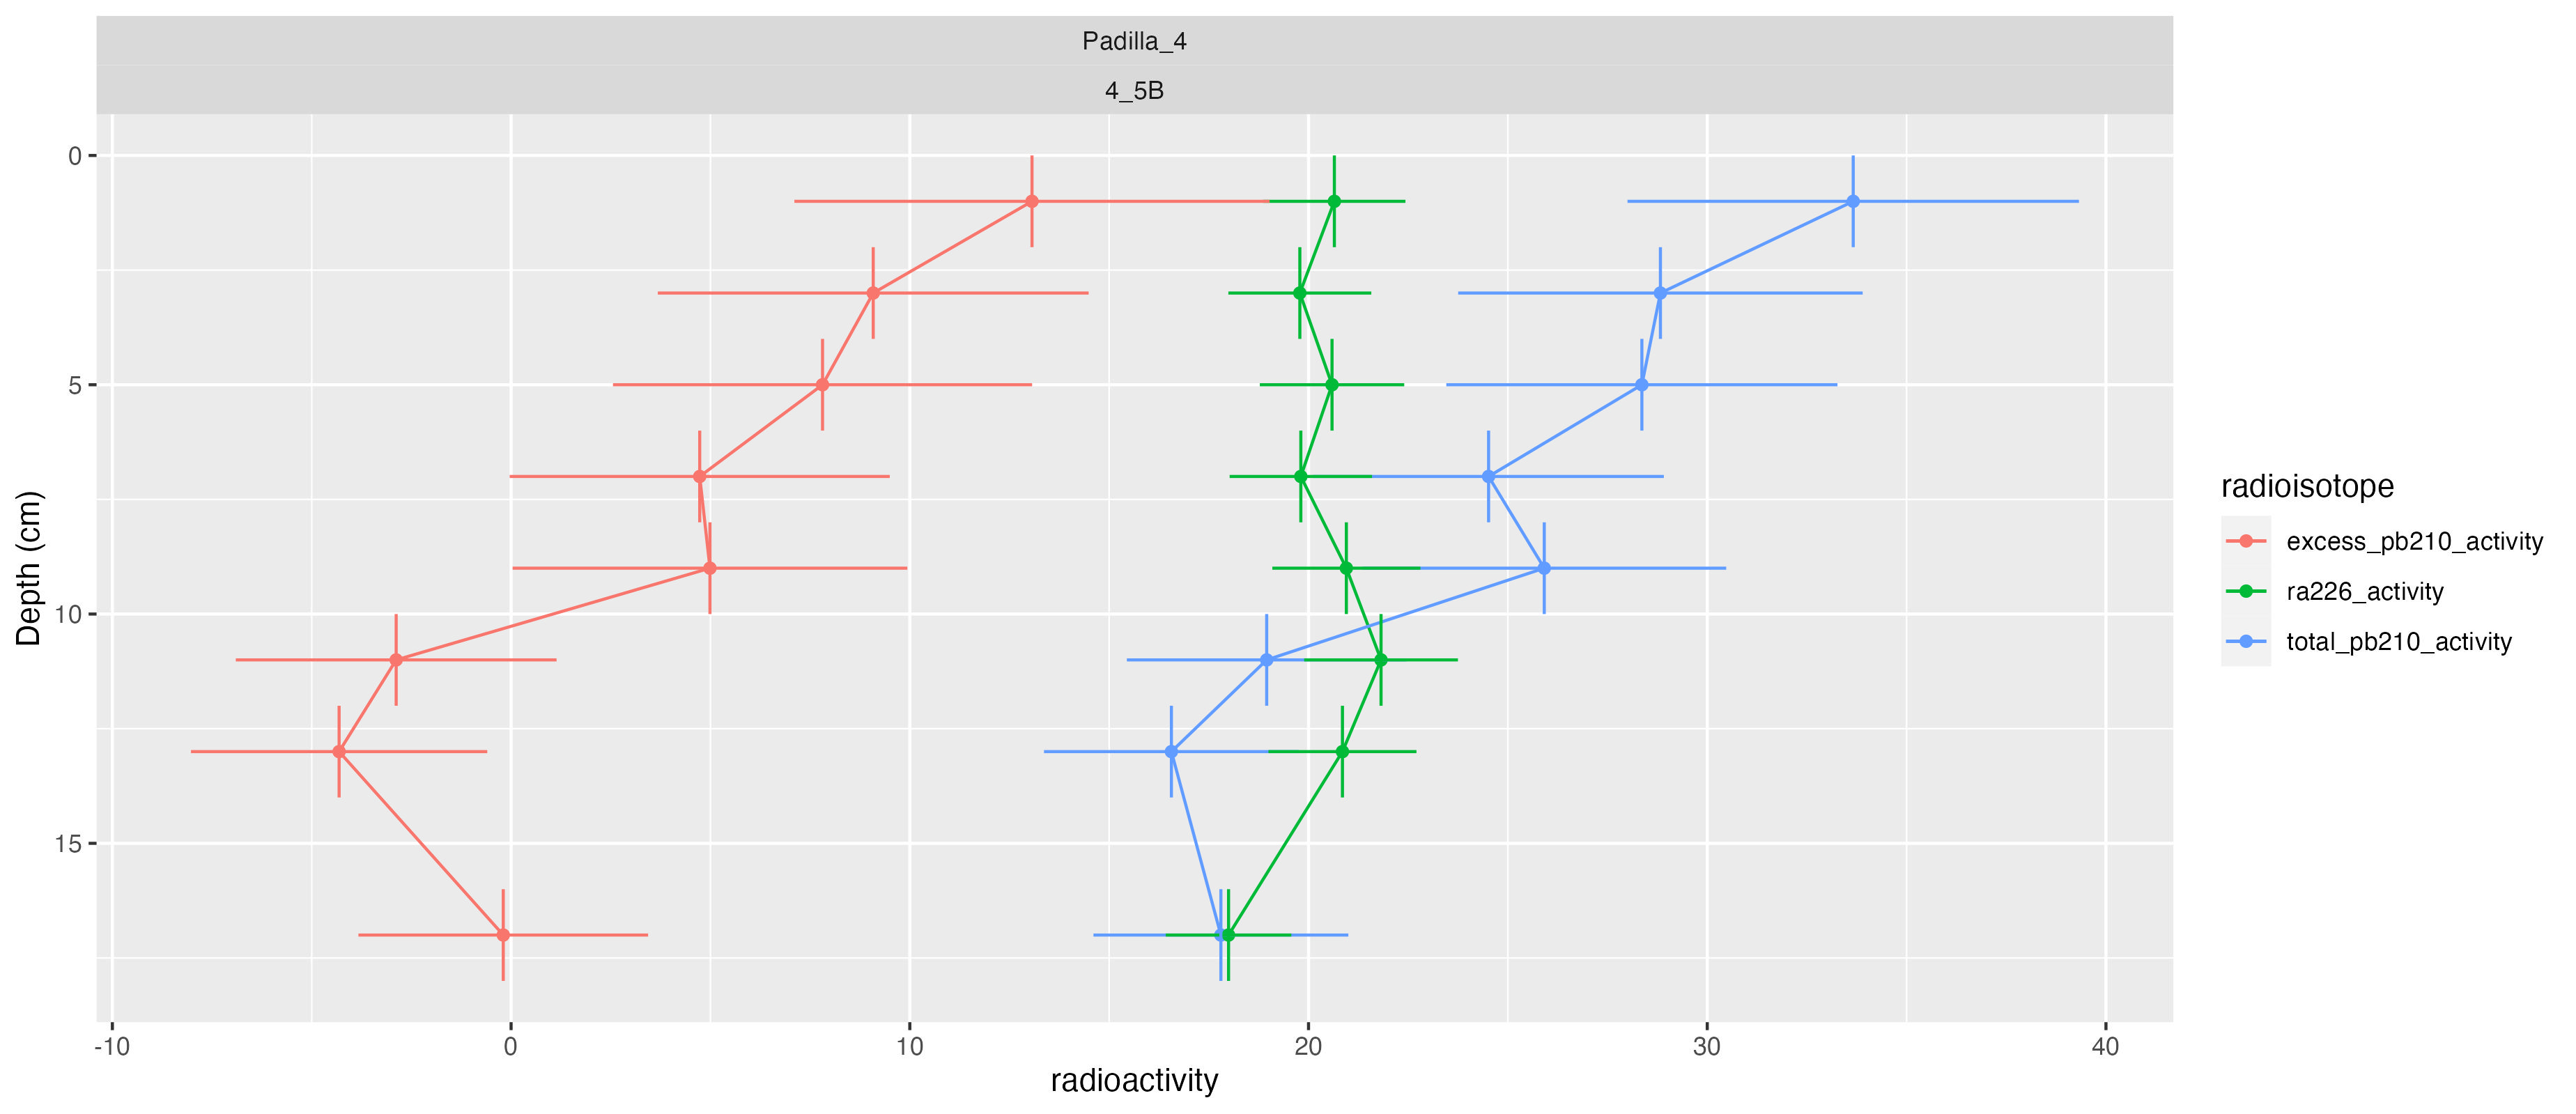 Padilla_4
4_5B
0
5
10
15
Depth (cm)
-10 0 10 20 30 40
radioactivity
radioisotope
excess_pb210_activity
ra226_activity
total_pb210_activity